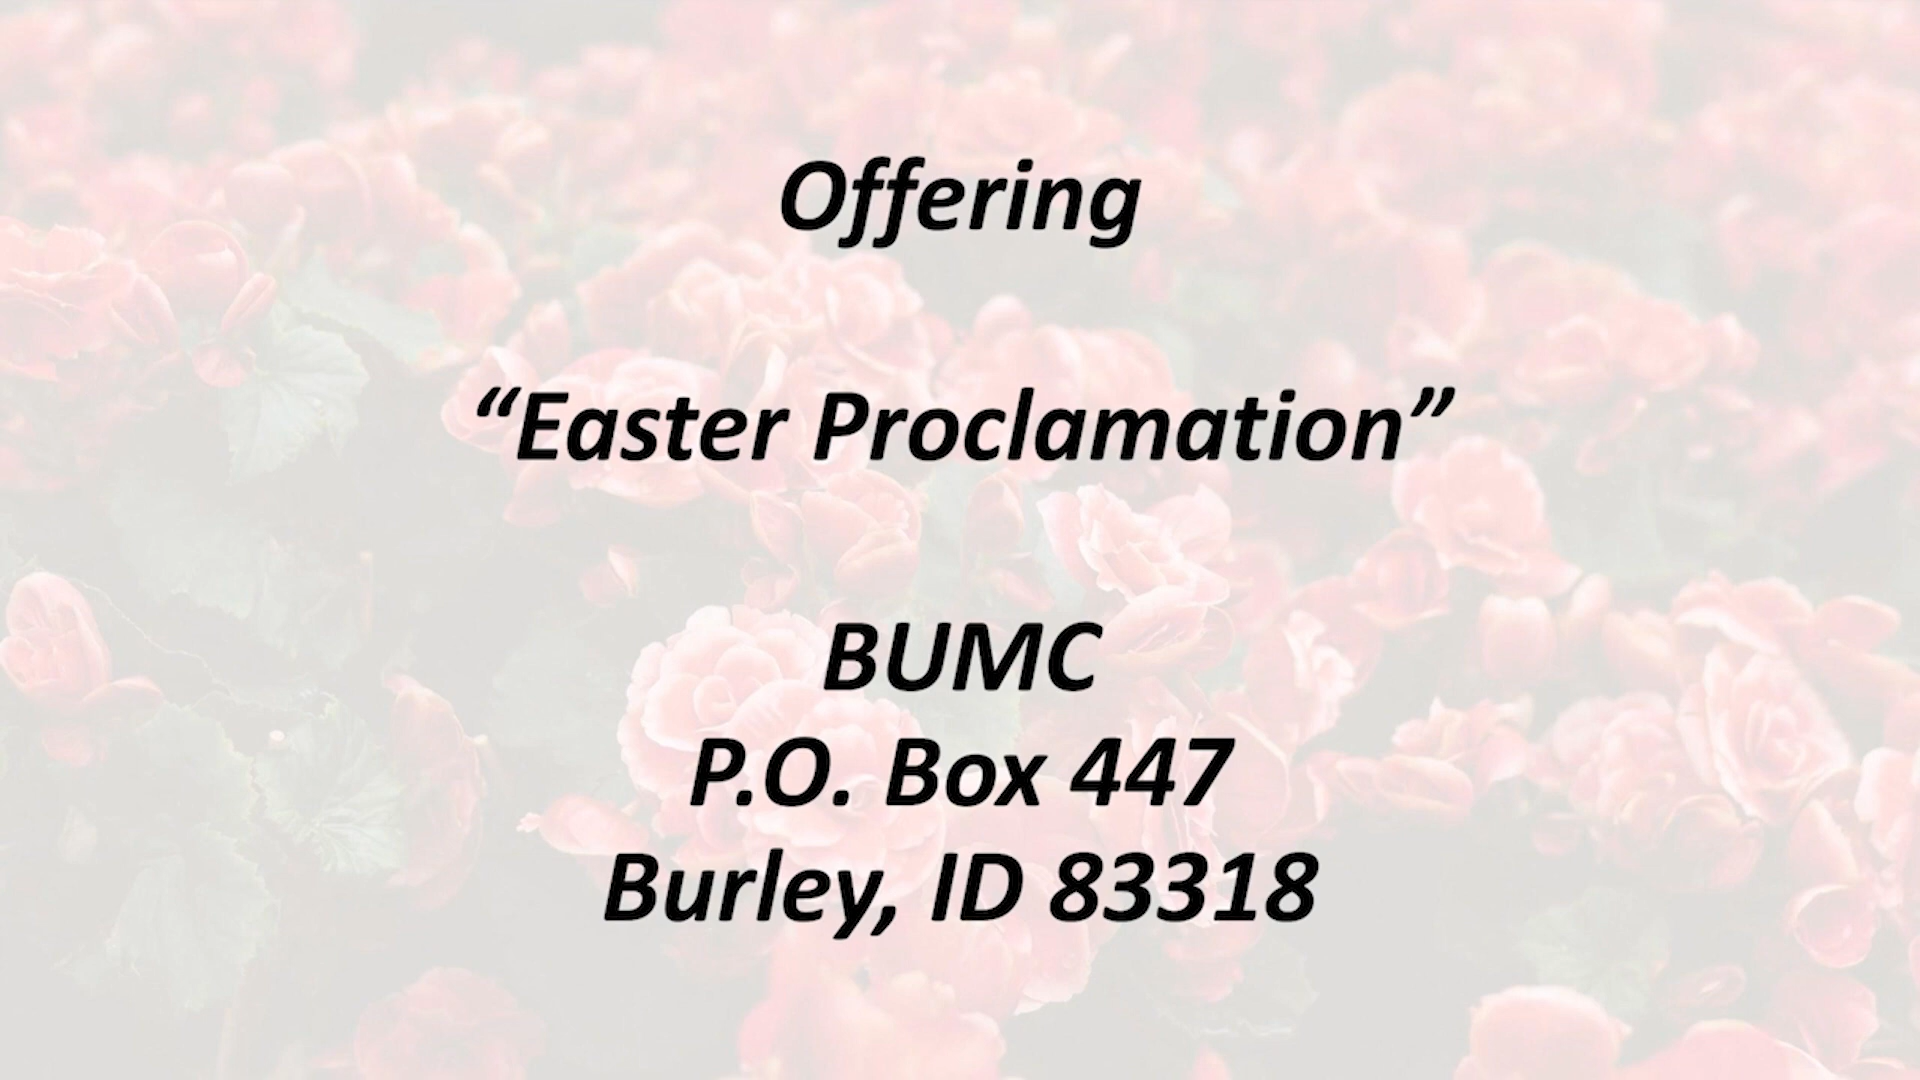 Offering
“Easter Proclamation”
BUMC
P.O. Box 447
Burley, ID 83318